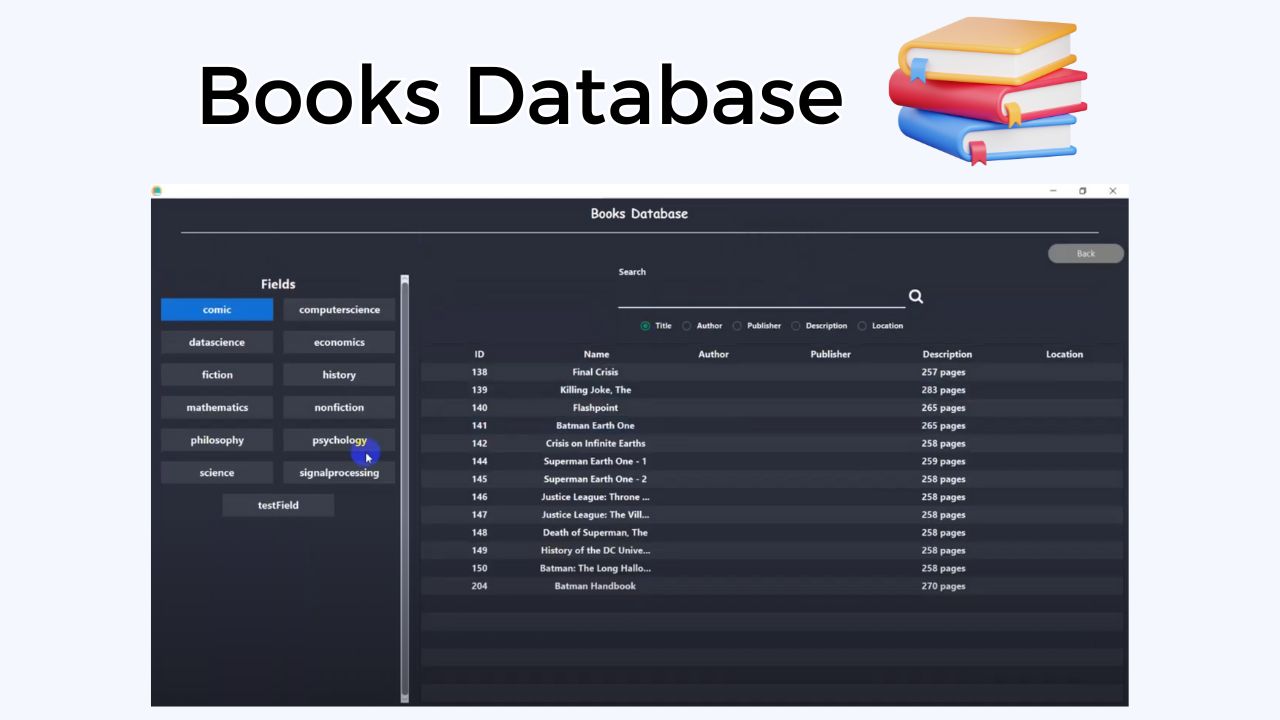 Books Database
Books Database
Back
Fields
comic computerscience
datascience economics
fiction history
mathematics nonfiction
philosophy psychology
science signalprocessing
testField
Search
Title Author Publisher Description Location
ID Name Author Publisher Description Location
138 Final Crisis 257 pages
139 Killing Joke, The 283 pages
140 Flashpoint 265 pages
141 Batman Earth One 265 pages
142 Crisis on Infinite Earths 258 pages
144 Superman Earth One - 1 259 pages
145 Superman Earth One - 2 258 pages
146 Justice League: Throne ... 258 pages
147 Justice League: The Vill... 258 pages
148 Death of Superman, The 258 pages
149 History of the DC Unive... 258 pages
150 Batman: The Long Hallo... 258 pages
204 Batman Handbook 270 pages